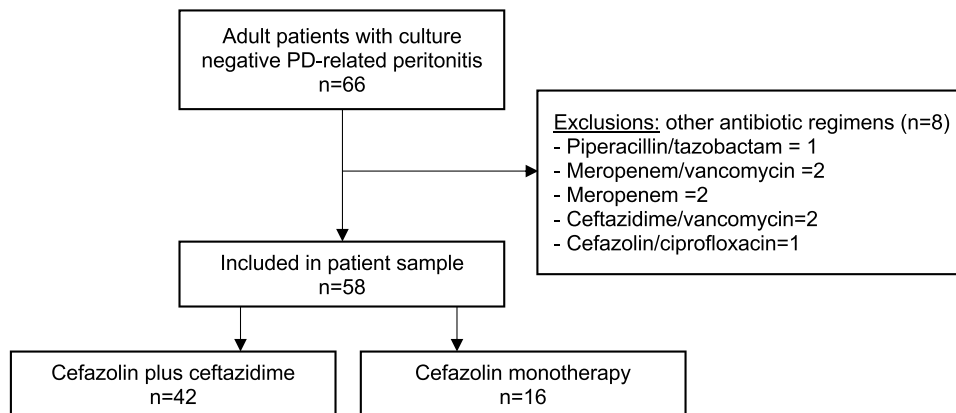 Adult patients with culture
negative PD-related peritonitis
n=66
Exclusions: other antibiotic regimens (n=8)
- Piperacillin/tazobactam = 1
- Meropenem/vancomycin =2
- Meropenem =2
- Ceftazidime/vancomycin=2
- Cefazolin/ciprofloxacin=1
Included in patient sample
n=58
Cefazolin plus ceftazidime
n=42
Cefazolin monotherapy
n=16